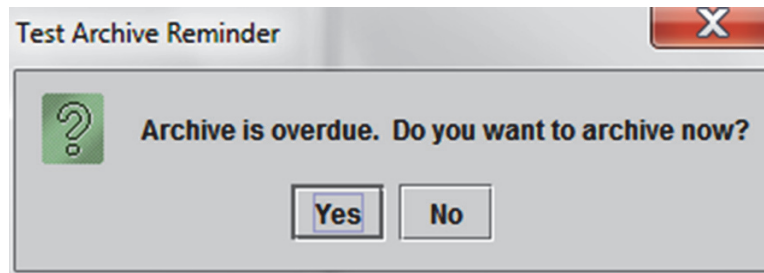 Test Archive Reminder
Archive is overdue. Do you want to archive now?
Yes No